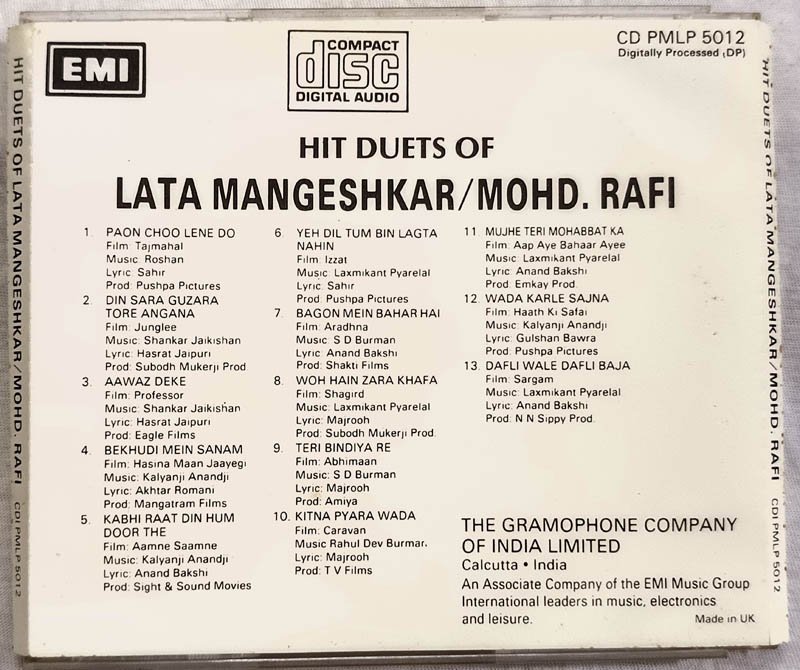 EMI
COMPACT
disc
DIGITAL AUDIO
CD PMLP 5012
Digitally Processed (DP)
HIT DUETS OF
LATA MANGESHKAR/MOHD. RAFI
1. PAON CHOO LENE DO
Film: Tajmahal
Music: Roshan
Lyric: Sahir
Prod: Pushpa Pictures
2. DIN SARA GUZARA
TORE ANGANA
Film: Junglee
Music: Shankar Jaikishan
Lyric: Hasrat Jaipuri
Prod: Subodh Mukerji Prod.
3. AAWAZ DEKE
Film: Professor
Music: Shankar Jaikishan
Lyric: Hasrat Jaipuri
Prod: Eagle Films
4. BEKHUDI MEIN SANAM
Film: Hasina Maan Jaayegi
Music: Kalyanji Anandji
Lyric: Akhtar Romani
Prod: Mangatram Films
5. KABHI RAAT DIN HUM
DOOR THE
Film: Aamne Saamne
Music: Kalyanji Anandji
Lyric: Anand Bakshi
Prod: Sight & Sound Movies
6. YEH DIL TUM BIN LAGTA
NAHIN
Film: Izzat
Music: Laxmikant Pyarelal
Lyric: Sahir
Prod: Pushpa Pictures
7. BAGON MEIN BAHAR HAI
Film: Aradhna
Music: S D Burman
Lyric: Anand Bakshi
Prod: Shakti Films
8. WOH HAIN ZARA KHAFA
Film: Shagird
Music: Laxmikant Pyarelal
Lyric: Majrooh
Prod: Subodh Mukerji Prod.
9. TERI BINDIYA RE
Film: Abhimaan
Music: S D Burman
Lyric: Majrooh
Prod: Amiya
10. KITNA PYARA WADA
Film: Caravan
Music Rahul Dev Burman
Lyric: Majrooh
Prod: T V Films
11. MUJHE TERI MOHABBAT KA
Film: Aap Aye Bahaar Ayee
Music: Laxmikant Pyarelal
Lyric: Anand Bakshi
Prod: Emkay Prod.
12. WADA KARLE SAJNA
Film: Haath Ki Safai
Music: Kalyanji Anandji
Lyric: Gulshan Bawra
Prod: Pushpa Pictures
13. DAFLI WALE DAFLI BAJA
Film: Sargam
Music: Laxmikant Pyarelal
Lyric: Anand Bakshi
Prod: N N Sippy Prod.
THE GRAMOPHONE COMPANY
OF INDIA LIMITED
Calcutta • India
An Associate Company of the EMI Music Group
International leaders in music, electronics
and leisure.
Made in UK
HIT DUETS OF LATA MANGESHKAR/MOHD. RAFI CDI PMLP 5012
HIT DUETS OF LATA MANGESHKAR/MOHD. RAFI CDI PMLP 5012